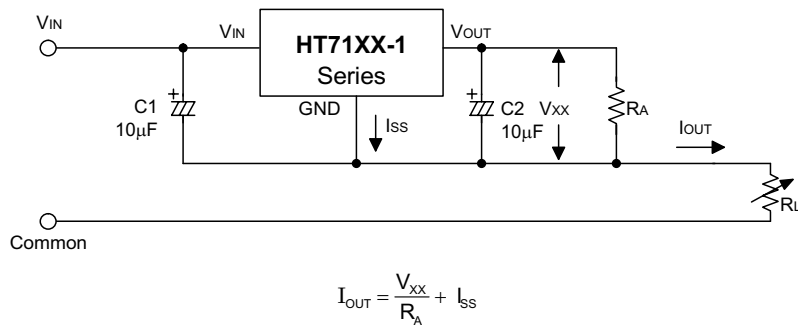 VIN
VIN
HT71XX-1
Series
VOUT
GND
C1
10μF
ISS
C2
10μF
VXX
RA
IOUT
RL
Common
IOUT = VXX / RA + ISS